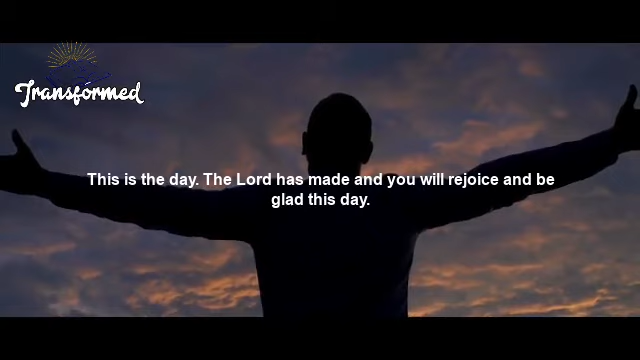 Transformed
This is the day. The Lord has made and you will rejoice and be
glad this day.